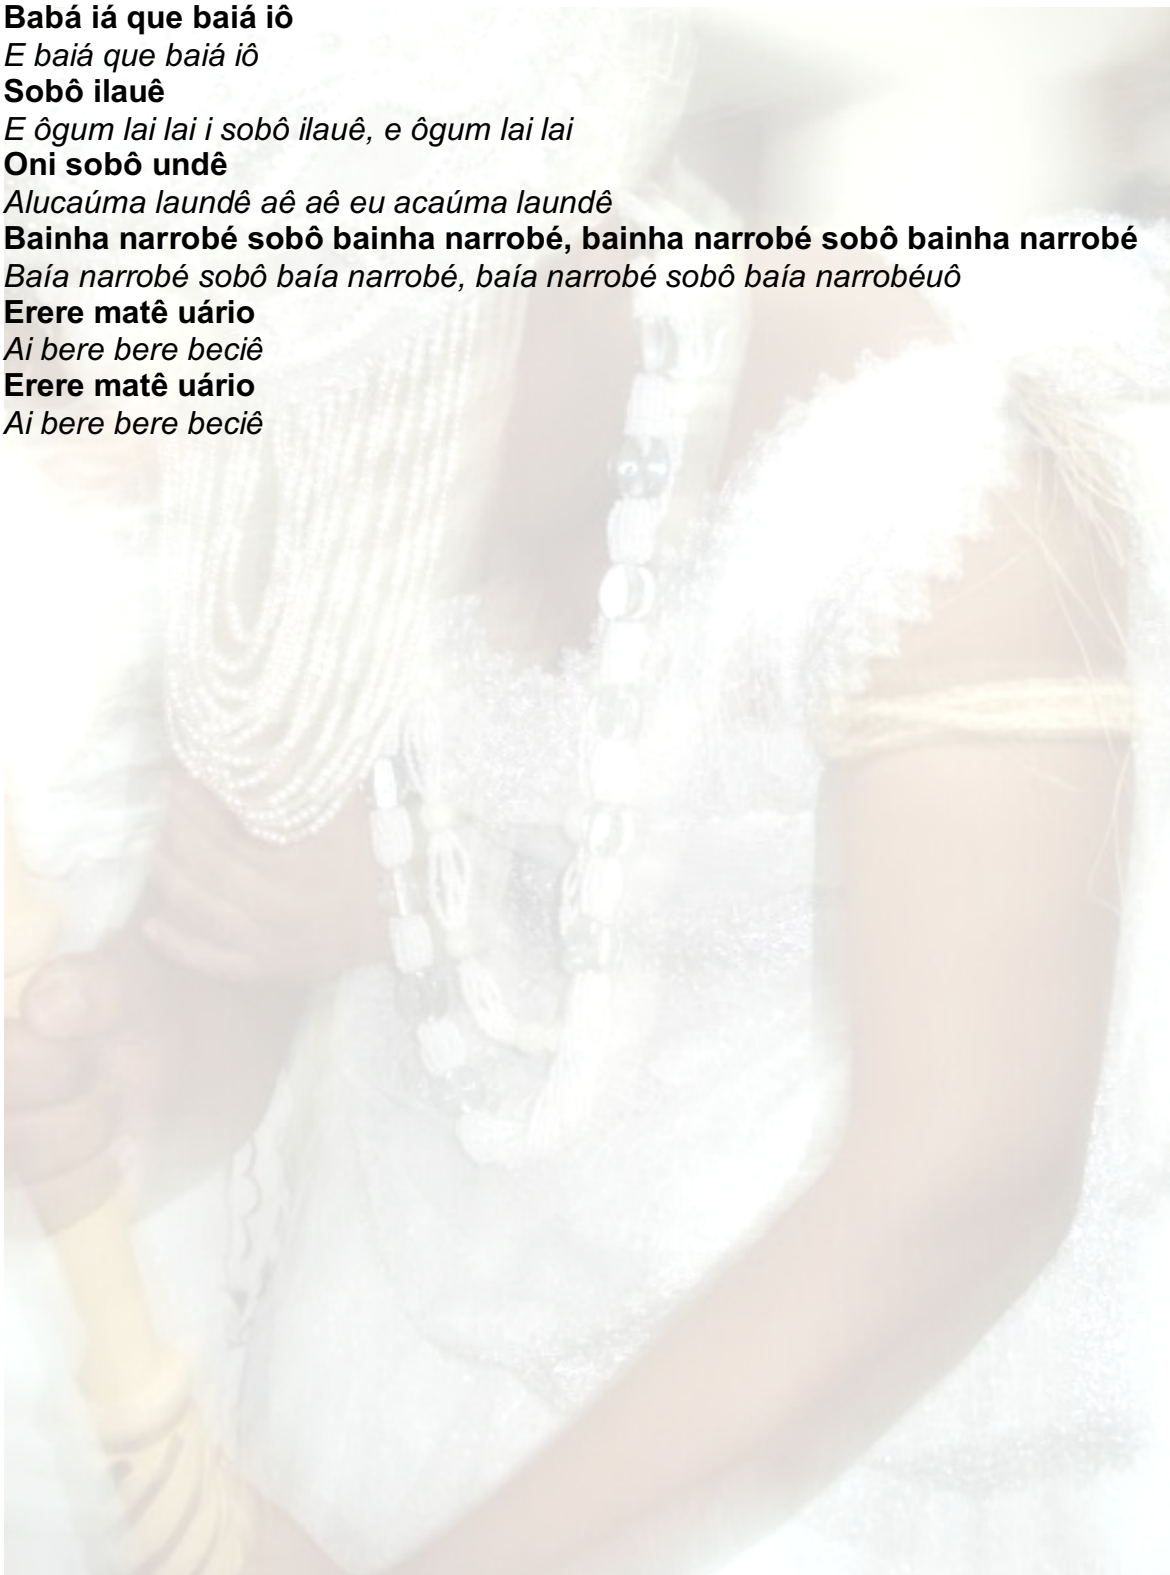 Babá iá que baiá iô
E baiá que baiá iô
Sobô ilauê
E ôgum lai lai i sobô ilauê, e ôgum lai lai
Oni sobô undê
Alucaúma laundê aê aê eu acaúma laundê
Bainha narrobé sobô bainha narrobé, bainha narrobé sobô bainha narrobé
Baía narrobé sobô baía narrobé, baía narrobé sobô baía narrobéuô
Erere matê uário
Ai bere bere beciê
Erere matê uário
Ai bere bere beciê